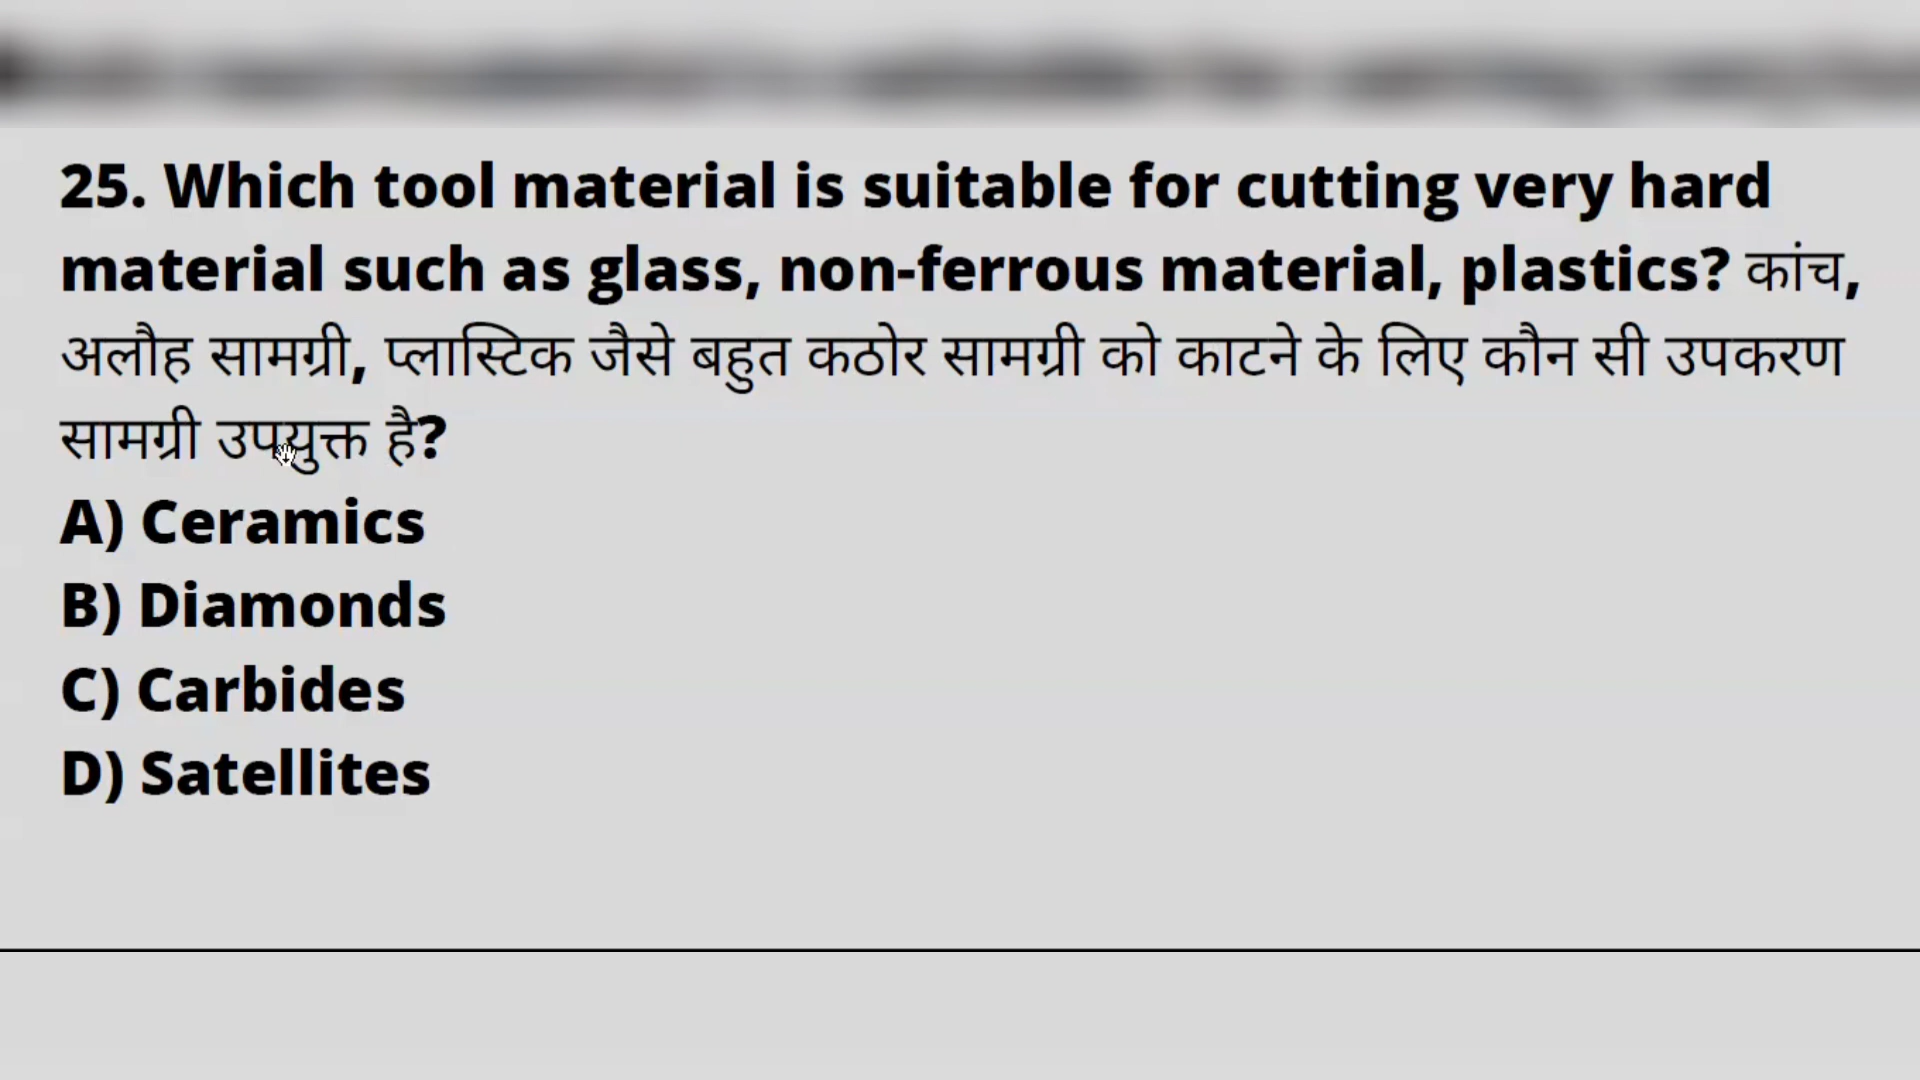 25. Which tool material is suitable for cutting very hard
material such as glass, non-ferrous material, plastics? कांच,
अलौह सामग्री, प्लास्टिक जैसे बहुत कठोर सामग्री को काटने के लिए कौन सी उपकरण
सामग्री उपयुक्त है?
A) Ceramics
B) Diamonds
C) Carbides
D) Satellites